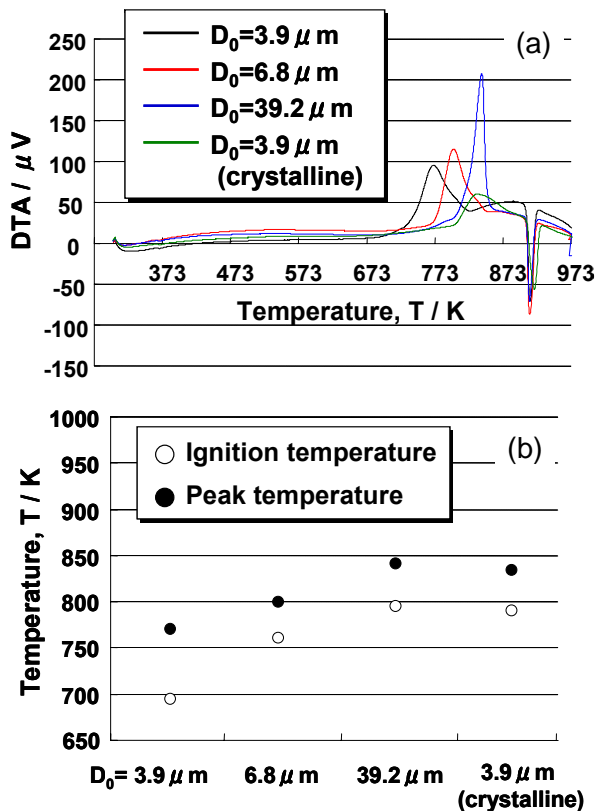 (a)
D0=3.9 μm
D0=6.8 μm
D0=39.2 μm
D0=3.9 μm
(crystalline)
DTA / μV
250
200
150
100
50
0
-50
-100
-150
373 473 573 673 773 873 973
Temperature, T / K
(b)
Ignition temperature
Peak temperature
Temperature, T / K
1000
950
900
850
800
750
700
650
D0= 3.9 μm 6.8 μm 39.2 μm 3.9 μm
(crystalline)